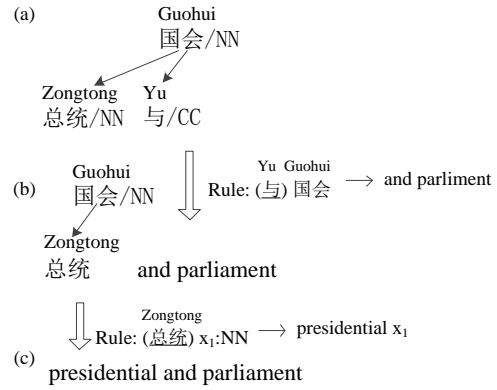 (a)
Guohui
国会/NN
Zongtong Yu
总统/NN 与/CC
Yu Guohui
Rule: (与) 国会 → and parliment
(b)
Guohui
国会/NN
Zongtong
总统 and parliament
Zongtong
Rule: (总统) x₁:NN → presidential x₁
(c)
presidential and parliament